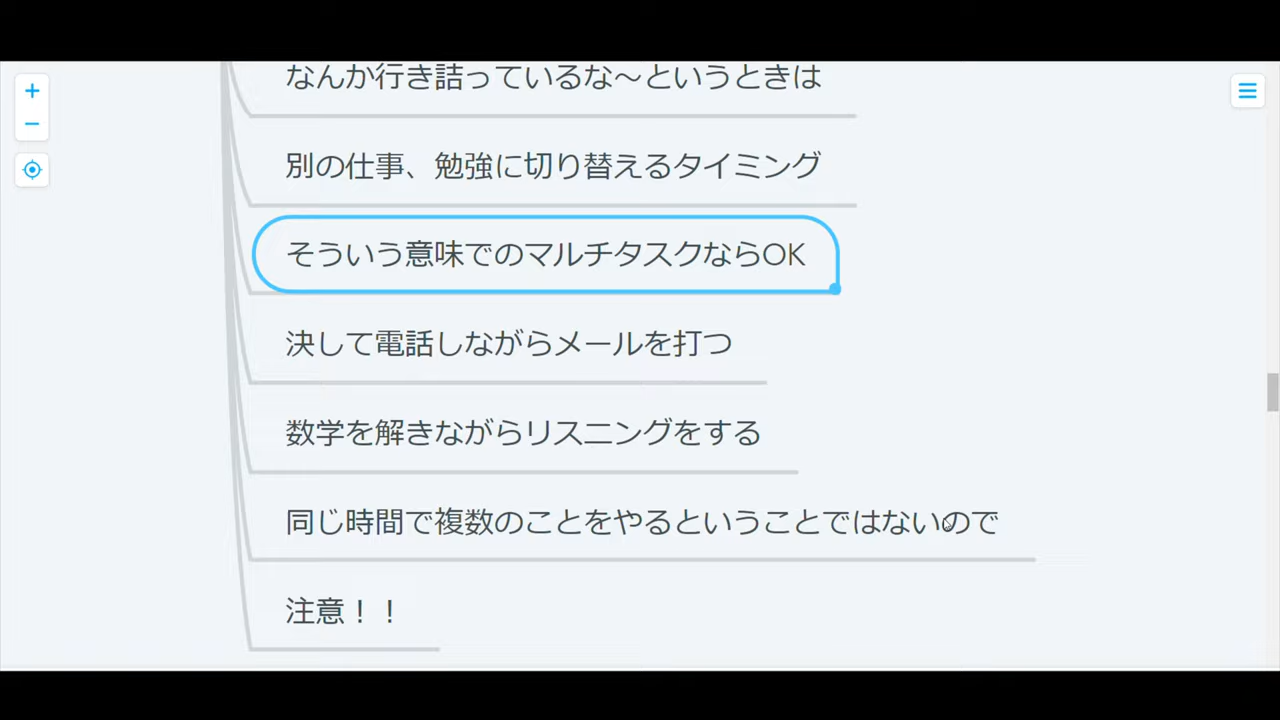 なんか行き詰っているな～というときは
別の仕事、勉強に切り替えるタイミング
そういう意味でのマルチタスクならOK
決して電話しながらメールを打つ
数学を解きながらリスニングをする
同じ時間で複数のことをやるということではないので
注意！！